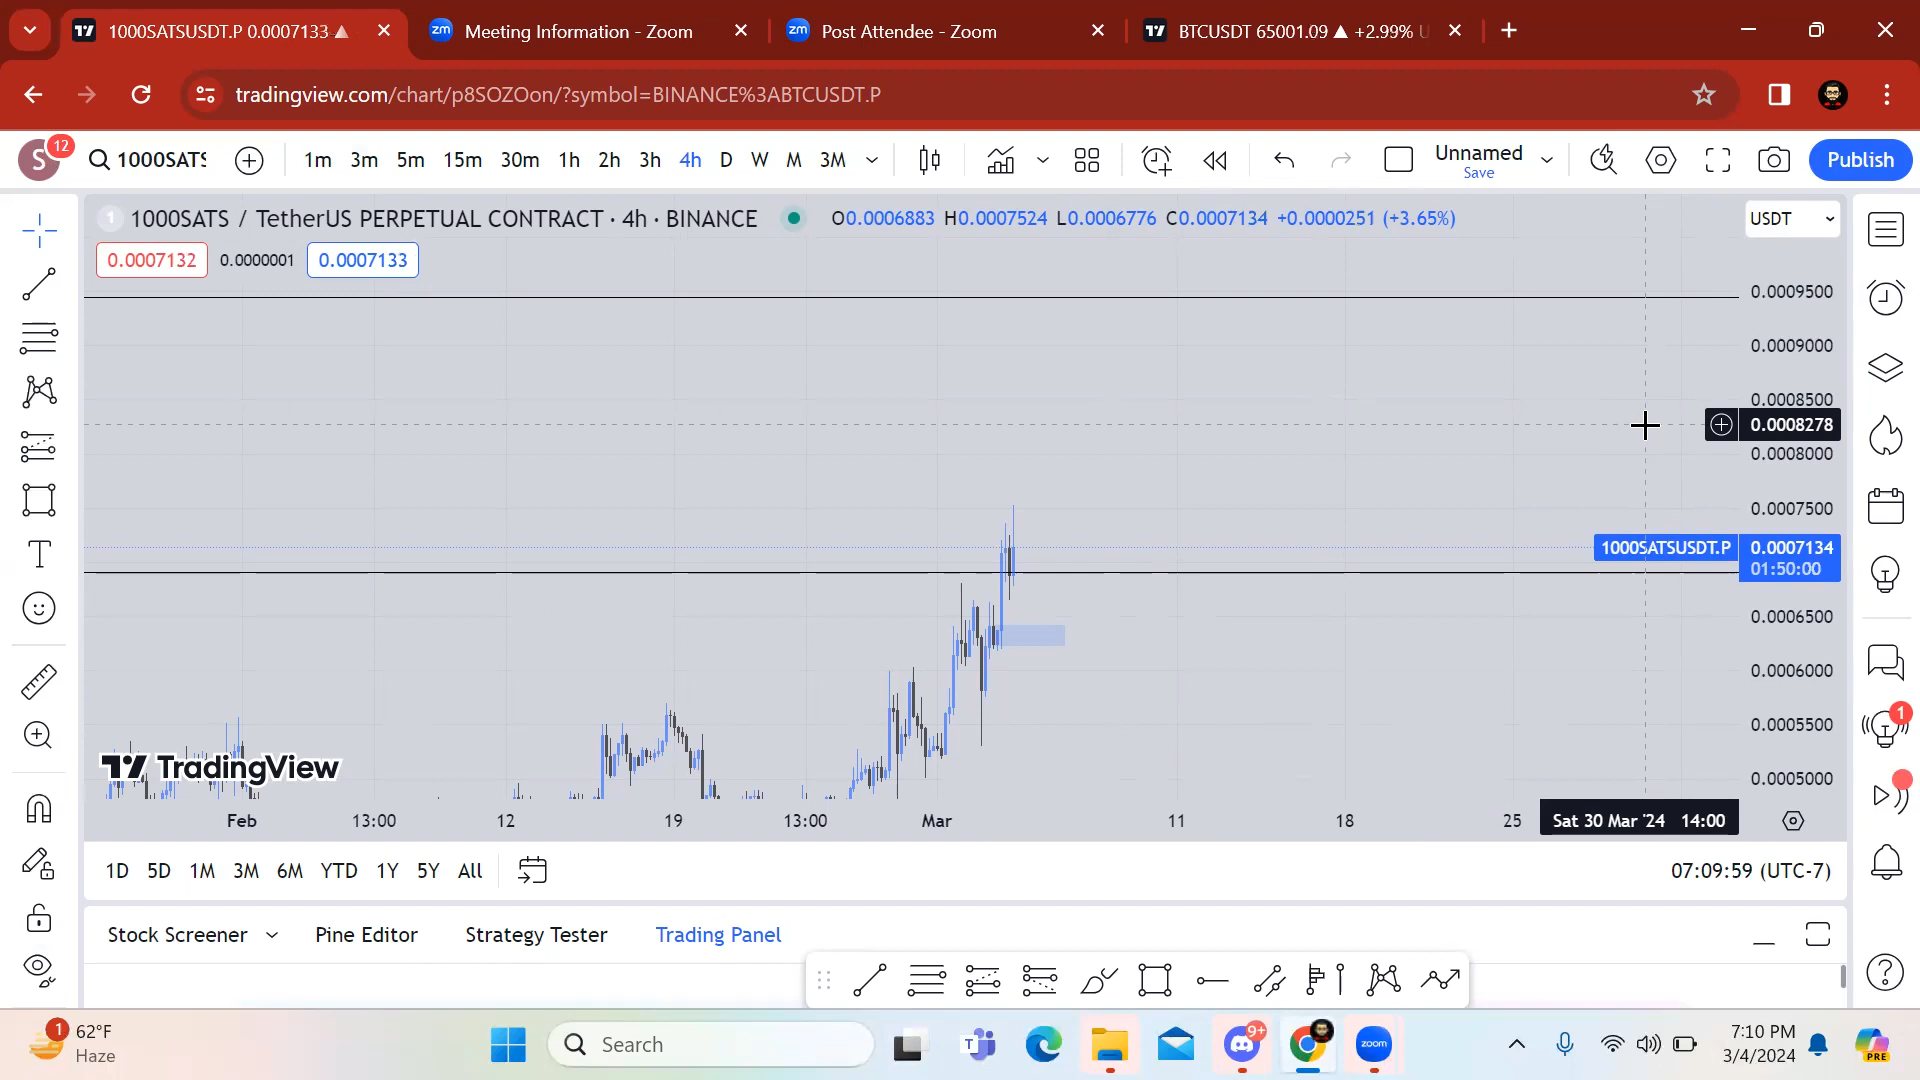 1000SATSUSDT.P 0.0007133 ▲
Meeting Information - Zoom
Post Attendee - Zoom
BTCUSDT 65001.09 ▲ +2.99% U
tradingview.com/chart/p8SOZOon/?symbol=BINANCE%3ABTCUSDT.P
S 12
1000SATS
1m 3m 5m 15m 30m 1h 2h 3h 4h D W M 3M
Unnamed
Save
Publish
1 1000SATS / TetherUS PERPETUAL CONTRACT · 4h · BINANCE
O0.0006883 H0.0007524 L0.0006776 C0.0007134 +0.0000251 (+3.65%)
USDT
0.0007132 0.0000001 0.0007133
0.0009500
0.0009000
0.0008500
0.0008278
0.0008000
0.0007500
1000SATSUSDT.P 0.0007134
01:50:00
0.0006500
0.0006000
0.0005500
0.0005000
TradingView
Feb 13:00 12 19 13:00 Mar 11 18 25 Sat 30 Mar '24 14:00
1
1D 5D 1M 3M 6M YTD 1Y 5Y All
07:09:59 (UTC-7)
Stock Screener Pine Editor Strategy Tester Trading Panel
1
62°F
Haze
Search
T
9+
zoom
7:10 PM
3/4/2024
PRE